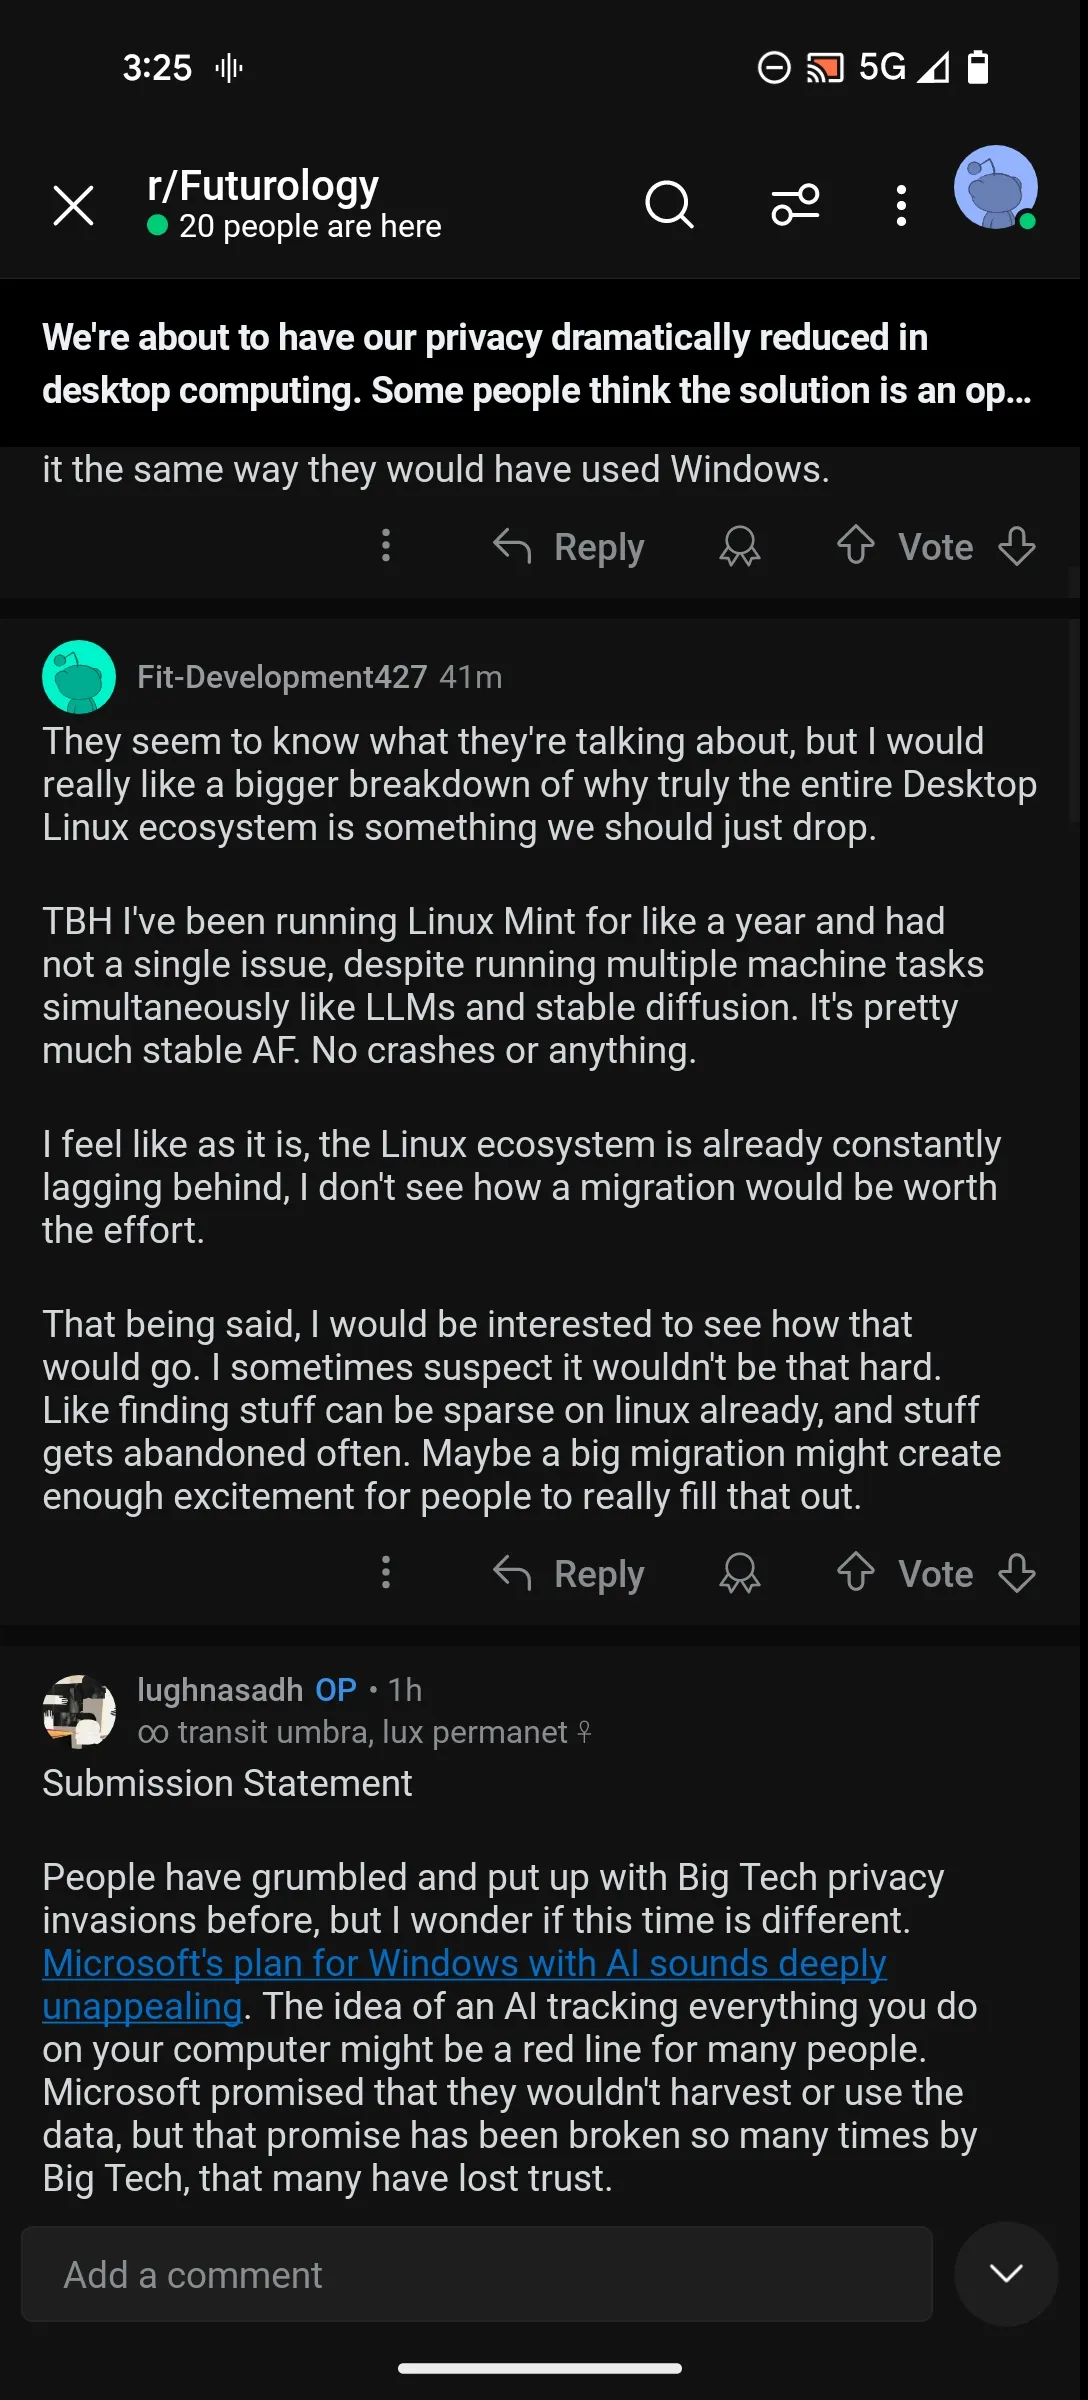 3:25
5G
r/Futurology
20 people are here
We're about to have our privacy dramatically reduced in
desktop computing. Some people think the solution is an op...
it the same way they would have used Windows.
Reply
Vote
Fit-Development427 41m
They seem to know what they're talking about, but I would
really like a bigger breakdown of why truly the entire Desktop
Linux ecosystem is something we should just drop.
TBH I've been running Linux Mint for like a year and had
not a single issue, despite running multiple machine tasks
simultaneously like LLMs and stable diffusion. It's pretty
much stable AF. No crashes or anything.
I feel like as it is, the Linux ecosystem is already constantly
lagging behind, I don't see how a migration would be worth
the effort.
That being said, I would be interested to see how that
would go. I sometimes suspect it wouldn't be that hard.
Like finding stuff can be sparse on linux already, and stuff
gets abandoned often. Maybe a big migration might create
enough excitement for people to really fill that out.
Reply
Vote
lughnasadh OP • 1h
∞ transit umbra, lux permanet ♀
Submission Statement
People have grumbled and put up with Big Tech privacy
invasions before, but I wonder if this time is different.
Microsoft's plan for Windows with AI sounds deeply
unappealing. The idea of an AI tracking everything you do
on your computer might be a red line for many people.
Microsoft promised that they wouldn't harvest or use the
data, but that promise has been broken so many times by
Big Tech, that many have lost trust.
Add a comment